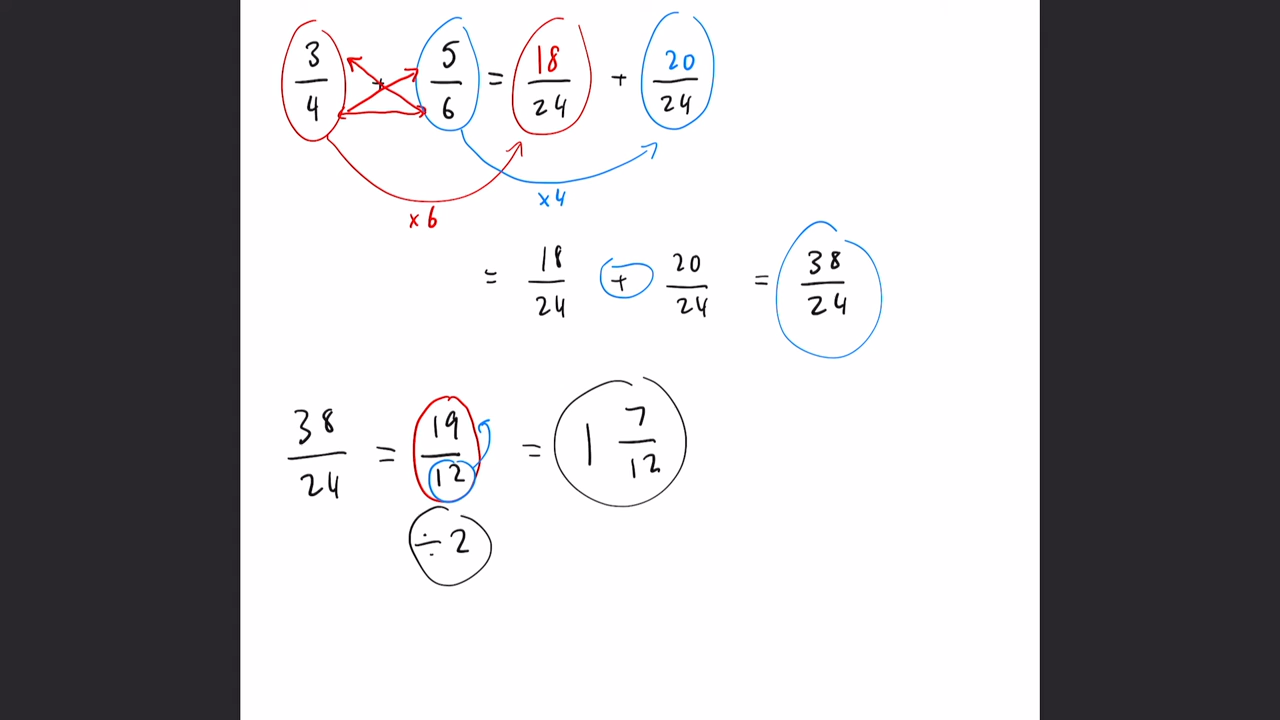 3/4 + 5/6 = 18/24 + 20/24
×6 ×4
= 18/24 + 20/24 = 38/24
38/24 = 19/12 = 1 7/12
÷2